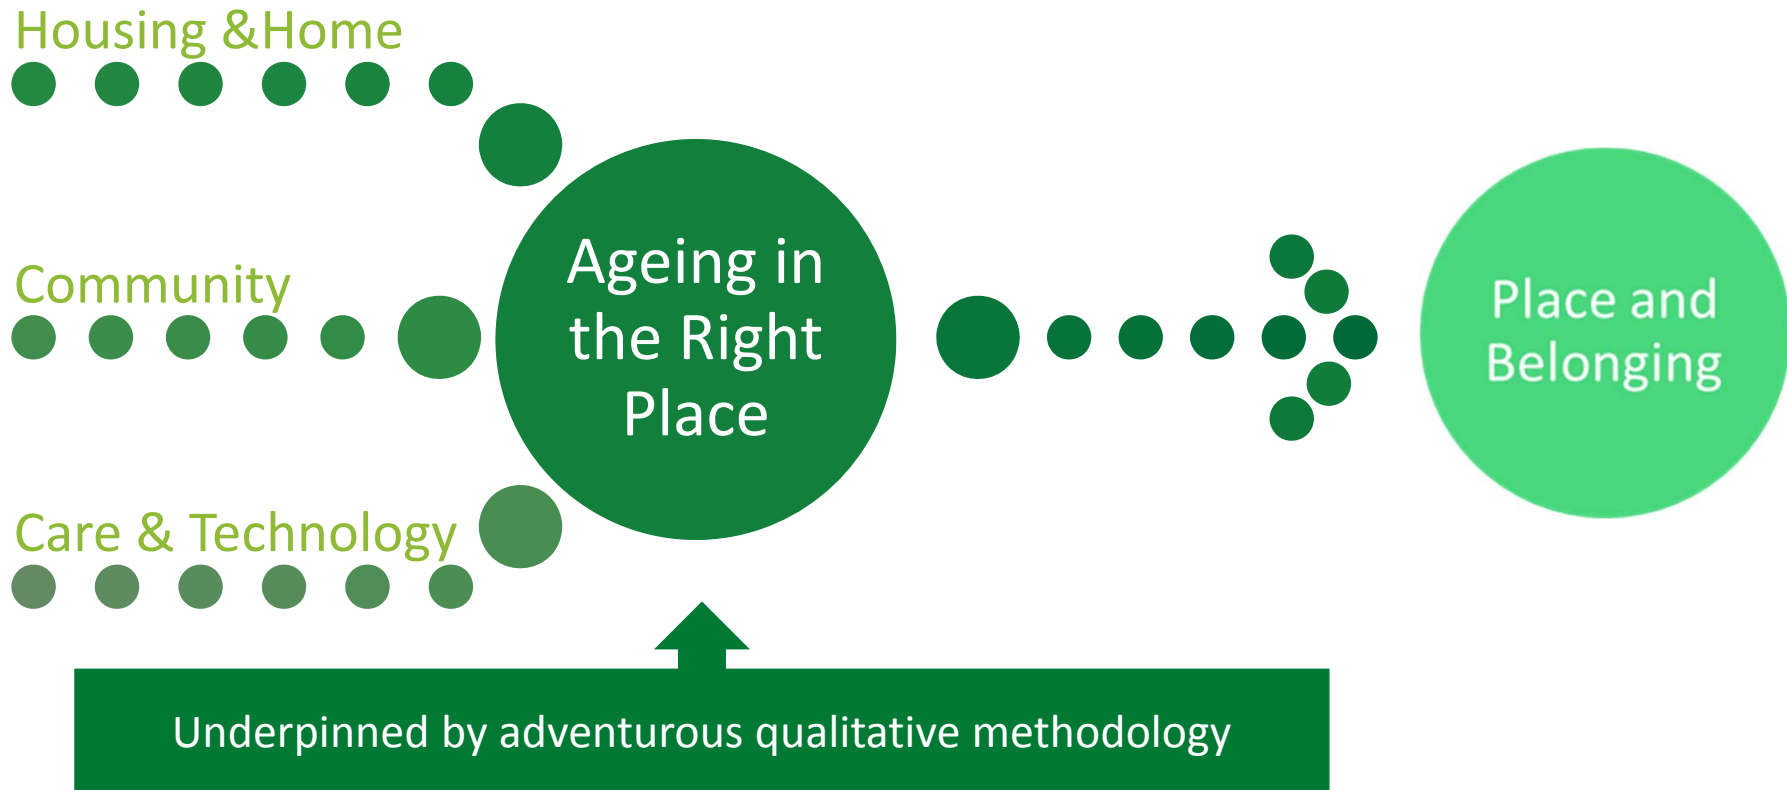 Housing &Home
Community
Care & Technology
Ageing in
the Right
Place
Place and
Belonging
Underpinned by adventurous qualitative methodology